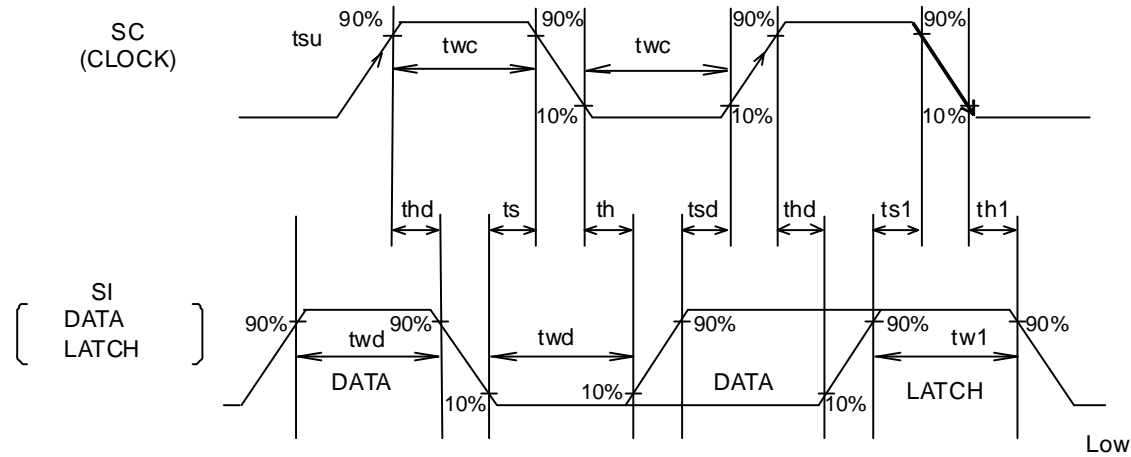 SC
(CLOCK)
tsu
90%
90%
90%
90%
twc
twc
10%
10%
10%
thd
ts
th
tsd
thd
ts1
th1
SI
DATA
LATCH
90%
90%
90%
90%
90%
twd
twd
tw1
DATA
DATA
LATCH
10%
10%
10%
Low